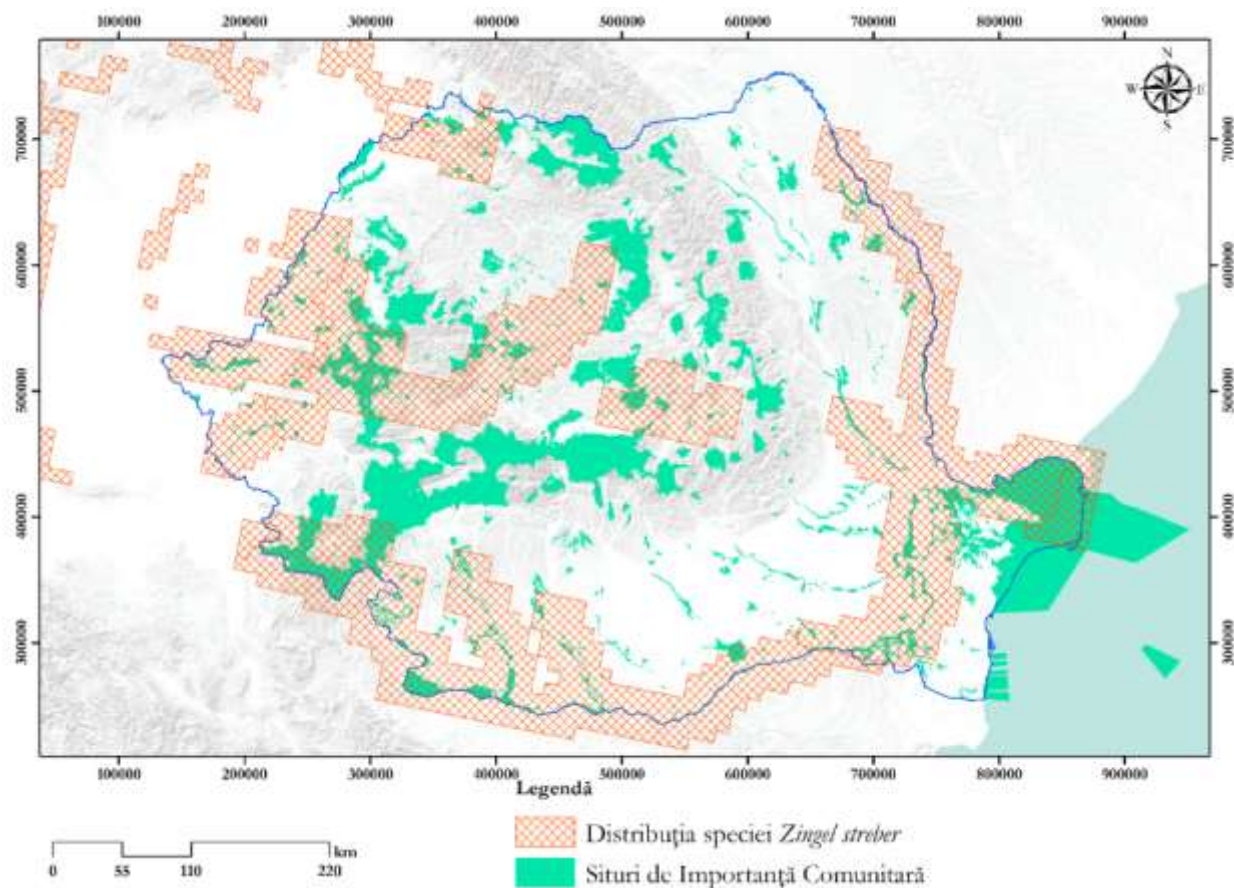 100000 200000 300000 400000 500000 600000 700000 800000 900000
N
W E
S
700000 700000
600000 600000
500000 500000
400000 400000
300000 300000
100000 200000 300000 400000 500000 600000 700000 800000 900000
Legendă
km
0 55 110 220
Distribuția speciei Zingel streber
Situri de Importanță Comunitară